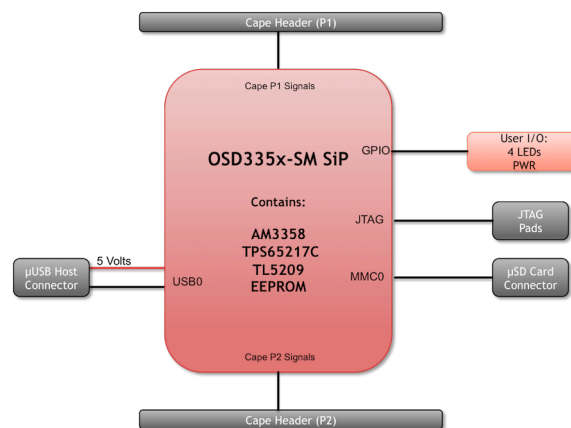 Cape Header (P1)
Cape P1 Signals
GPIO
User I/O:
4 LEDs
PWR
OSD335x-SM SiP
Contains:
AM3358
TPS65217C
TL5209
EEPROM
JTAG
JTAG
Pads
5 Volts
µUSB Host
Connector
USB0
MMC0
µSD Card
Connector
Cape P2 Signals
Cape Header (P2)